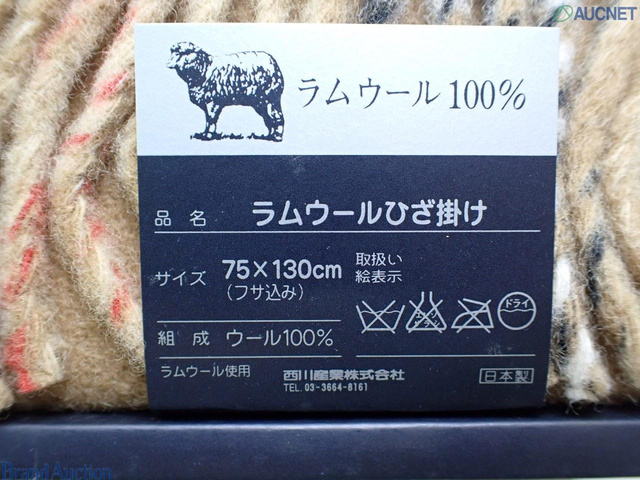 AUCNET
ラムウール100%
品名 ラムウールひざ掛け
サイズ 75×130cm
(フサ込み)
取扱い
絵表示
ドライ
組成 ウール100%
ラムウール使用
西川産業株式会社
TEL. 03-3664-8161
日本製
Brand Auction